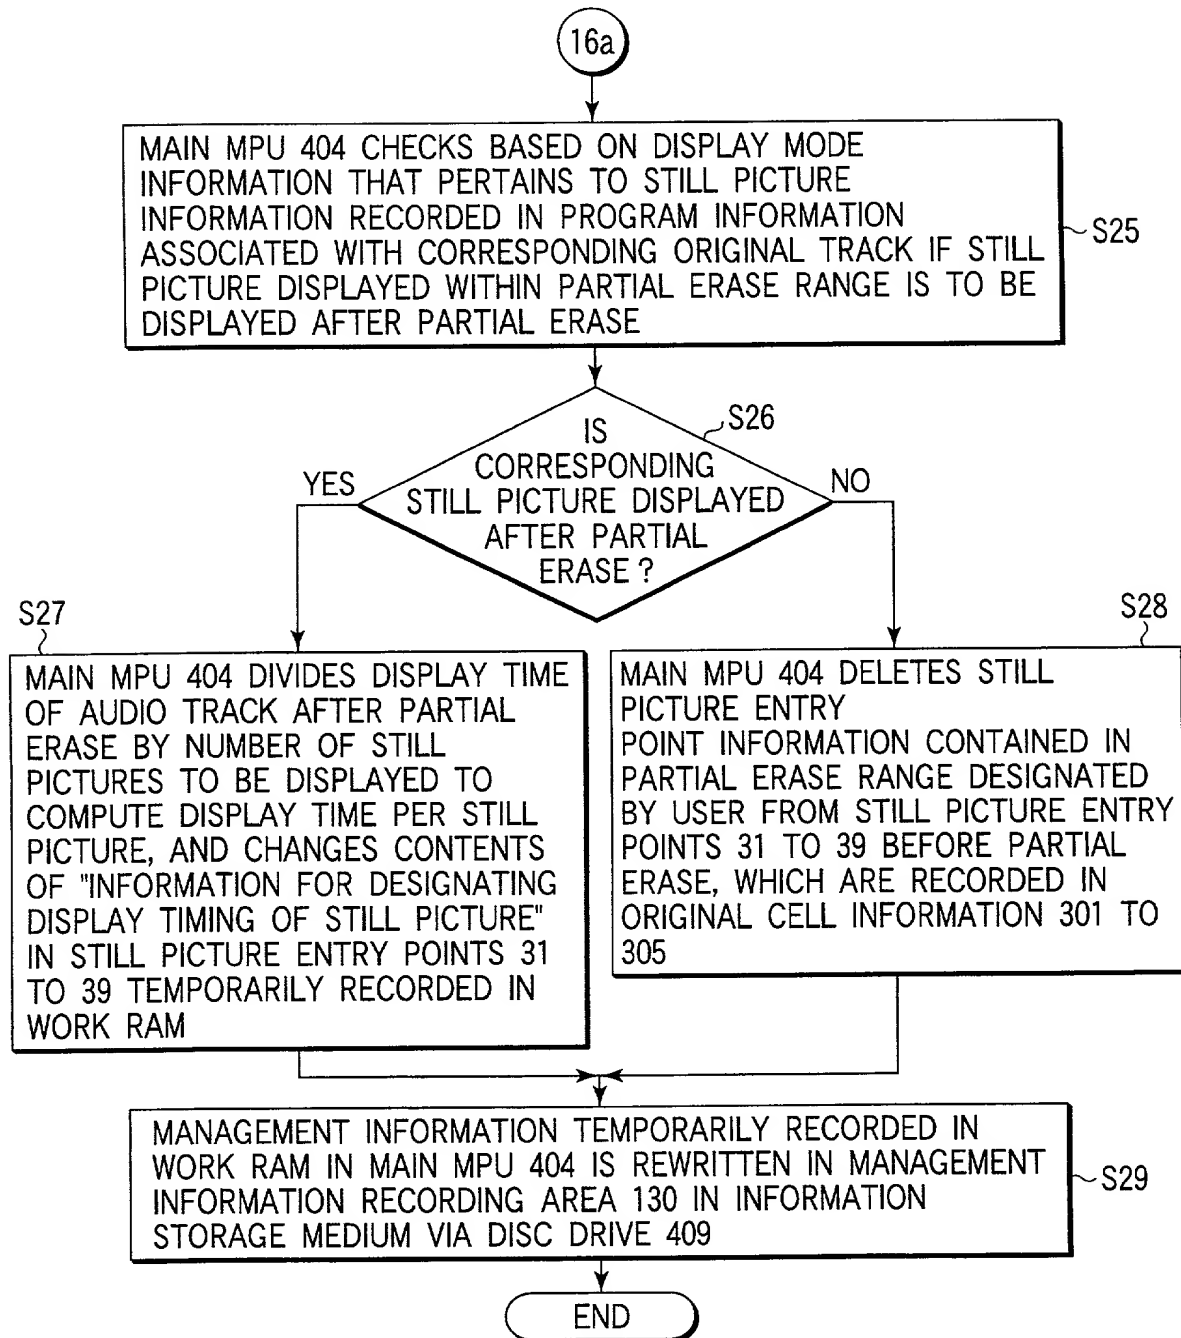 16a
MAIN MPU 404 CHECKS BASED ON DISPLAY MODE
INFORMATION THAT PERTAINS TO STILL PICTURE
INFORMATION RECORDED IN PROGRAM INFORMATION
ASSOCIATED WITH CORRESPONDING ORIGINAL TRACK IF STILL
PICTURE DISPLAYED WITHIN PARTIAL ERASE RANGE IS TO BE
DISPLAYED AFTER PARTIAL ERASE
S25
S26
IS
CORRESPONDING
STILL PICTURE DISPLAYED
AFTER PARTIAL
ERASE?
YES
NO
S27
MAIN MPU 404 DIVIDES DISPLAY TIME
OF AUDIO TRACK AFTER PARTIAL
ERASE BY NUMBER OF STILL
PICTURES TO BE DISPLAYED TO
COMPUTE DISPLAY TIME PER STILL
PICTURE, AND CHANGES CONTENTS
OF "INFORMATION FOR DESIGNATING
DISPLAY TIMING OF STILL PICTURE"
IN STILL PICTURE ENTRY POINTS 31
TO 39 TEMPORARILY RECORDED IN
WORK RAM
S28
MAIN MPU 404 DELETES STILL
PICTURE ENTRY
POINT INFORMATION CONTAINED IN
PARTIAL ERASE RANGE DESIGNATED
BY USER FROM STILL PICTURE ENTRY
POINTS 31 TO 39 BEFORE PARTIAL
ERASE, WHICH ARE RECORDED IN
ORIGINAL CELL INFORMATION 301 TO
305
MANAGEMENT INFORMATION TEMPORARILY RECORDED IN
WORK RAM IN MAIN MPU 404 IS REWRITTEN IN MANAGEMENT
INFORMATION RECORDING AREA 130 IN INFORMATION
STORAGE MEDIUM VIA DISC DRIVE 409
S29
END